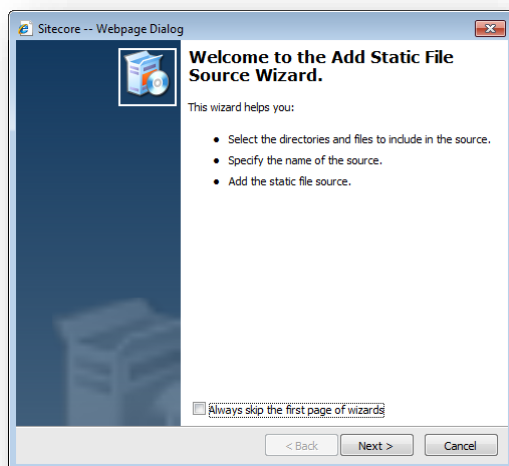 Sitecore -- Webpage Dialog
Welcome to the Add Static File
Source Wizard.
This wizard helps you:
• Select the directories and files to include in the source.
• Specify the name of the source.
• Add the static file source.
Always skip the first page of wizards
< Back Next > Cancel